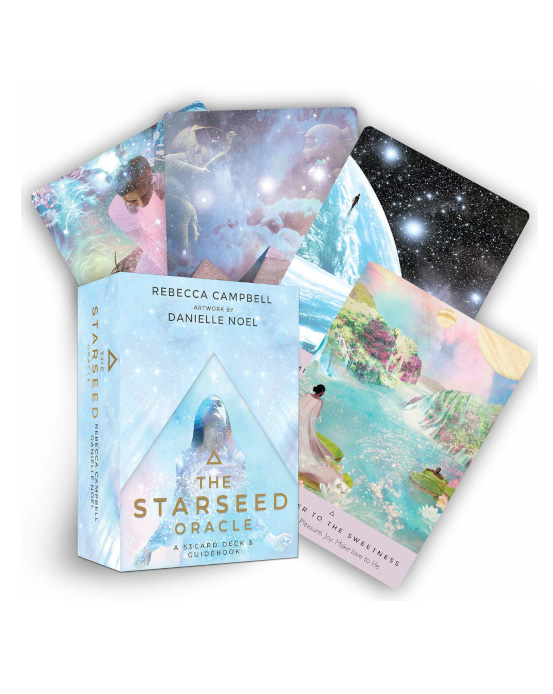 REBECCA CAMPBELL
ARTWORK BY
DANIELLE NOEL
THE
STARSEED
ORACLE
A 53-CARD DECK &
GUIDEBOOK
THE
STARSEED
ORACLE
REBECCA CAMPBELL
DANIELLE NOEL
TO THE SWEETNESS
Pleasure. Joy. Make love to life.